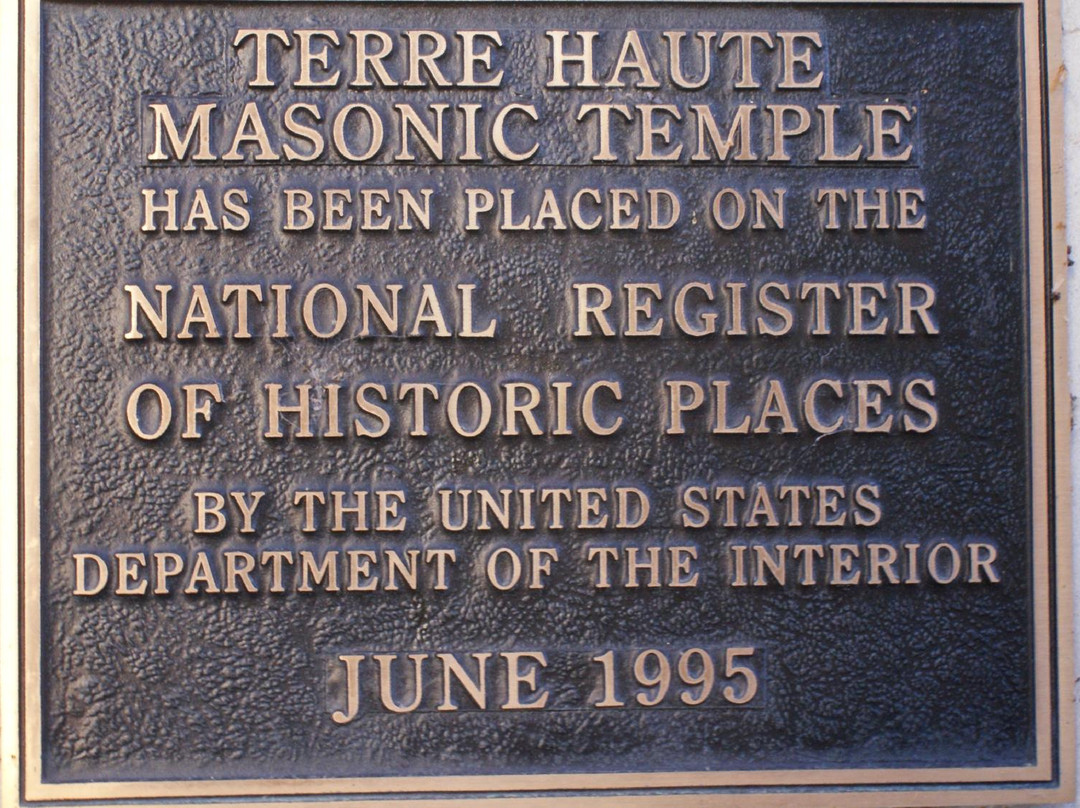 TERRE HAUTE
MASONIC TEMPLE
HAS BEEN PLACED ON THE
NATIONAL REGISTER
OF HISTORIC PLACES
BY THE UNITED STATES
DEPARTMENT OF THE INTERIOR
JUNE 1995